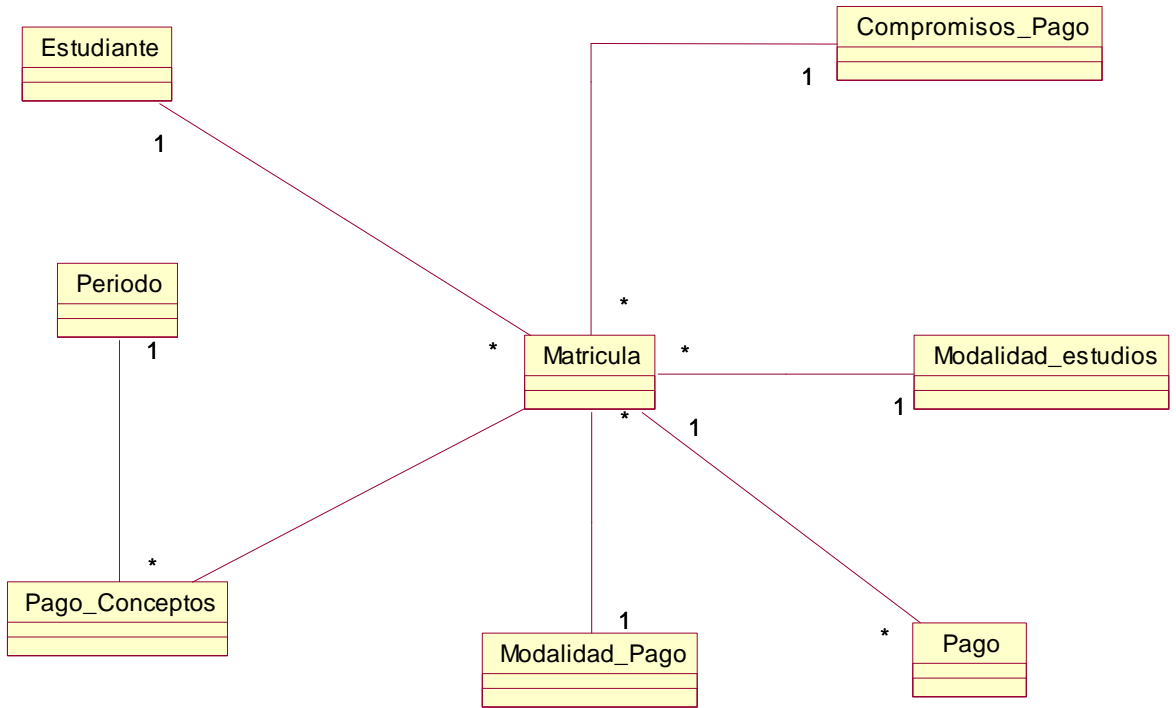 Compromisos_Pago
Estudiante
1
1
Periodo
1
*
*
Matricula
*
Modalidad_estudios
1
*
1
*
Pago_Conceptos
1
Modalidad_Pago
*
Pago